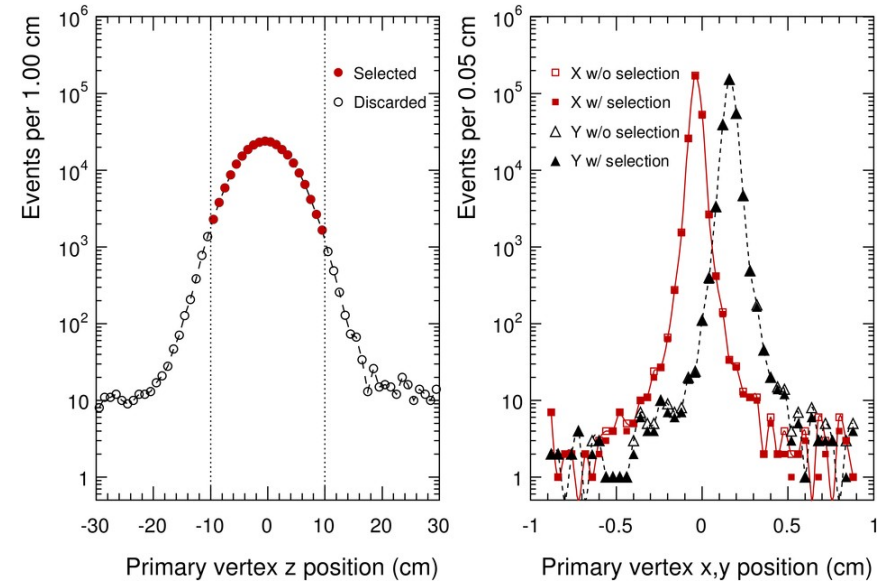 Events per 1.00 cm
10^6
10^5
10^4
10^3
10^2
10
1
Selected
Discarded
-30 -20 -10 0 10 20 30
Primary vertex z position (cm)
Events per 0.05 cm
10^6
10^5
10^4
10^3
10^2
10
1
X w/o selection
X w/ selection
Y w/o selection
Y w/ selection
-1 -0.5 0 0.5 1
Primary vertex x,y position (cm)